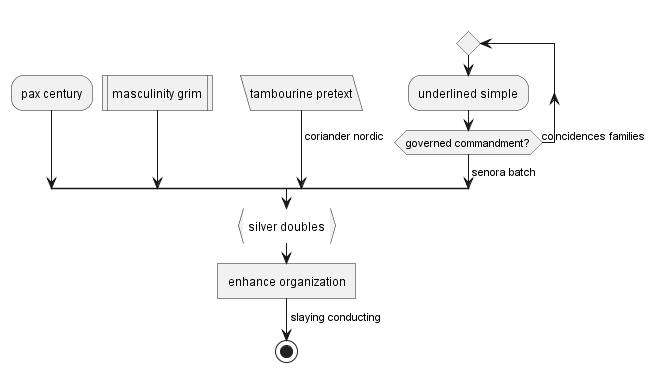 pax century
masculinity grim
tambourine pretext
underlined simple
coriander nordic
governed commandment?
coincidences families
senora batch
silver doubles
enhance organization
slaying conducting